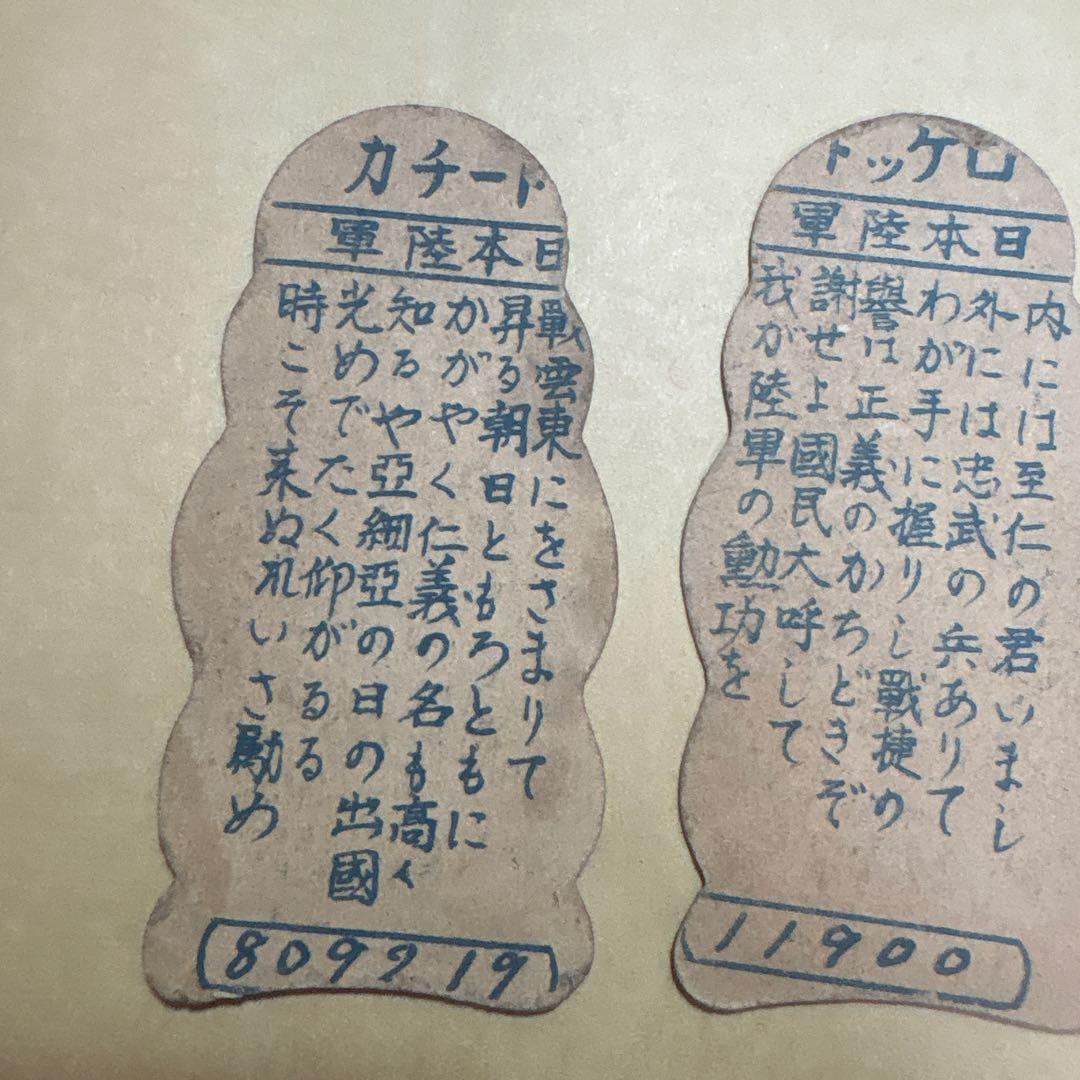 トーチカ
日本陸軍
戰雲東にをさまりて
昇る朝日ともろともに
かがやく仁義の名も高く
知るや亞細亞の日の出國
光めでたく仰がるる
時こそ来ぬれいさ勵め
809919
ロケット
日本陸軍
内には至仁の君いまし
外には忠武の兵ありて
わが手に握りし戰捷の
譽は正義のかちどきぞ
謝せよ國民大呼して
我が陸軍の勳功を
11900